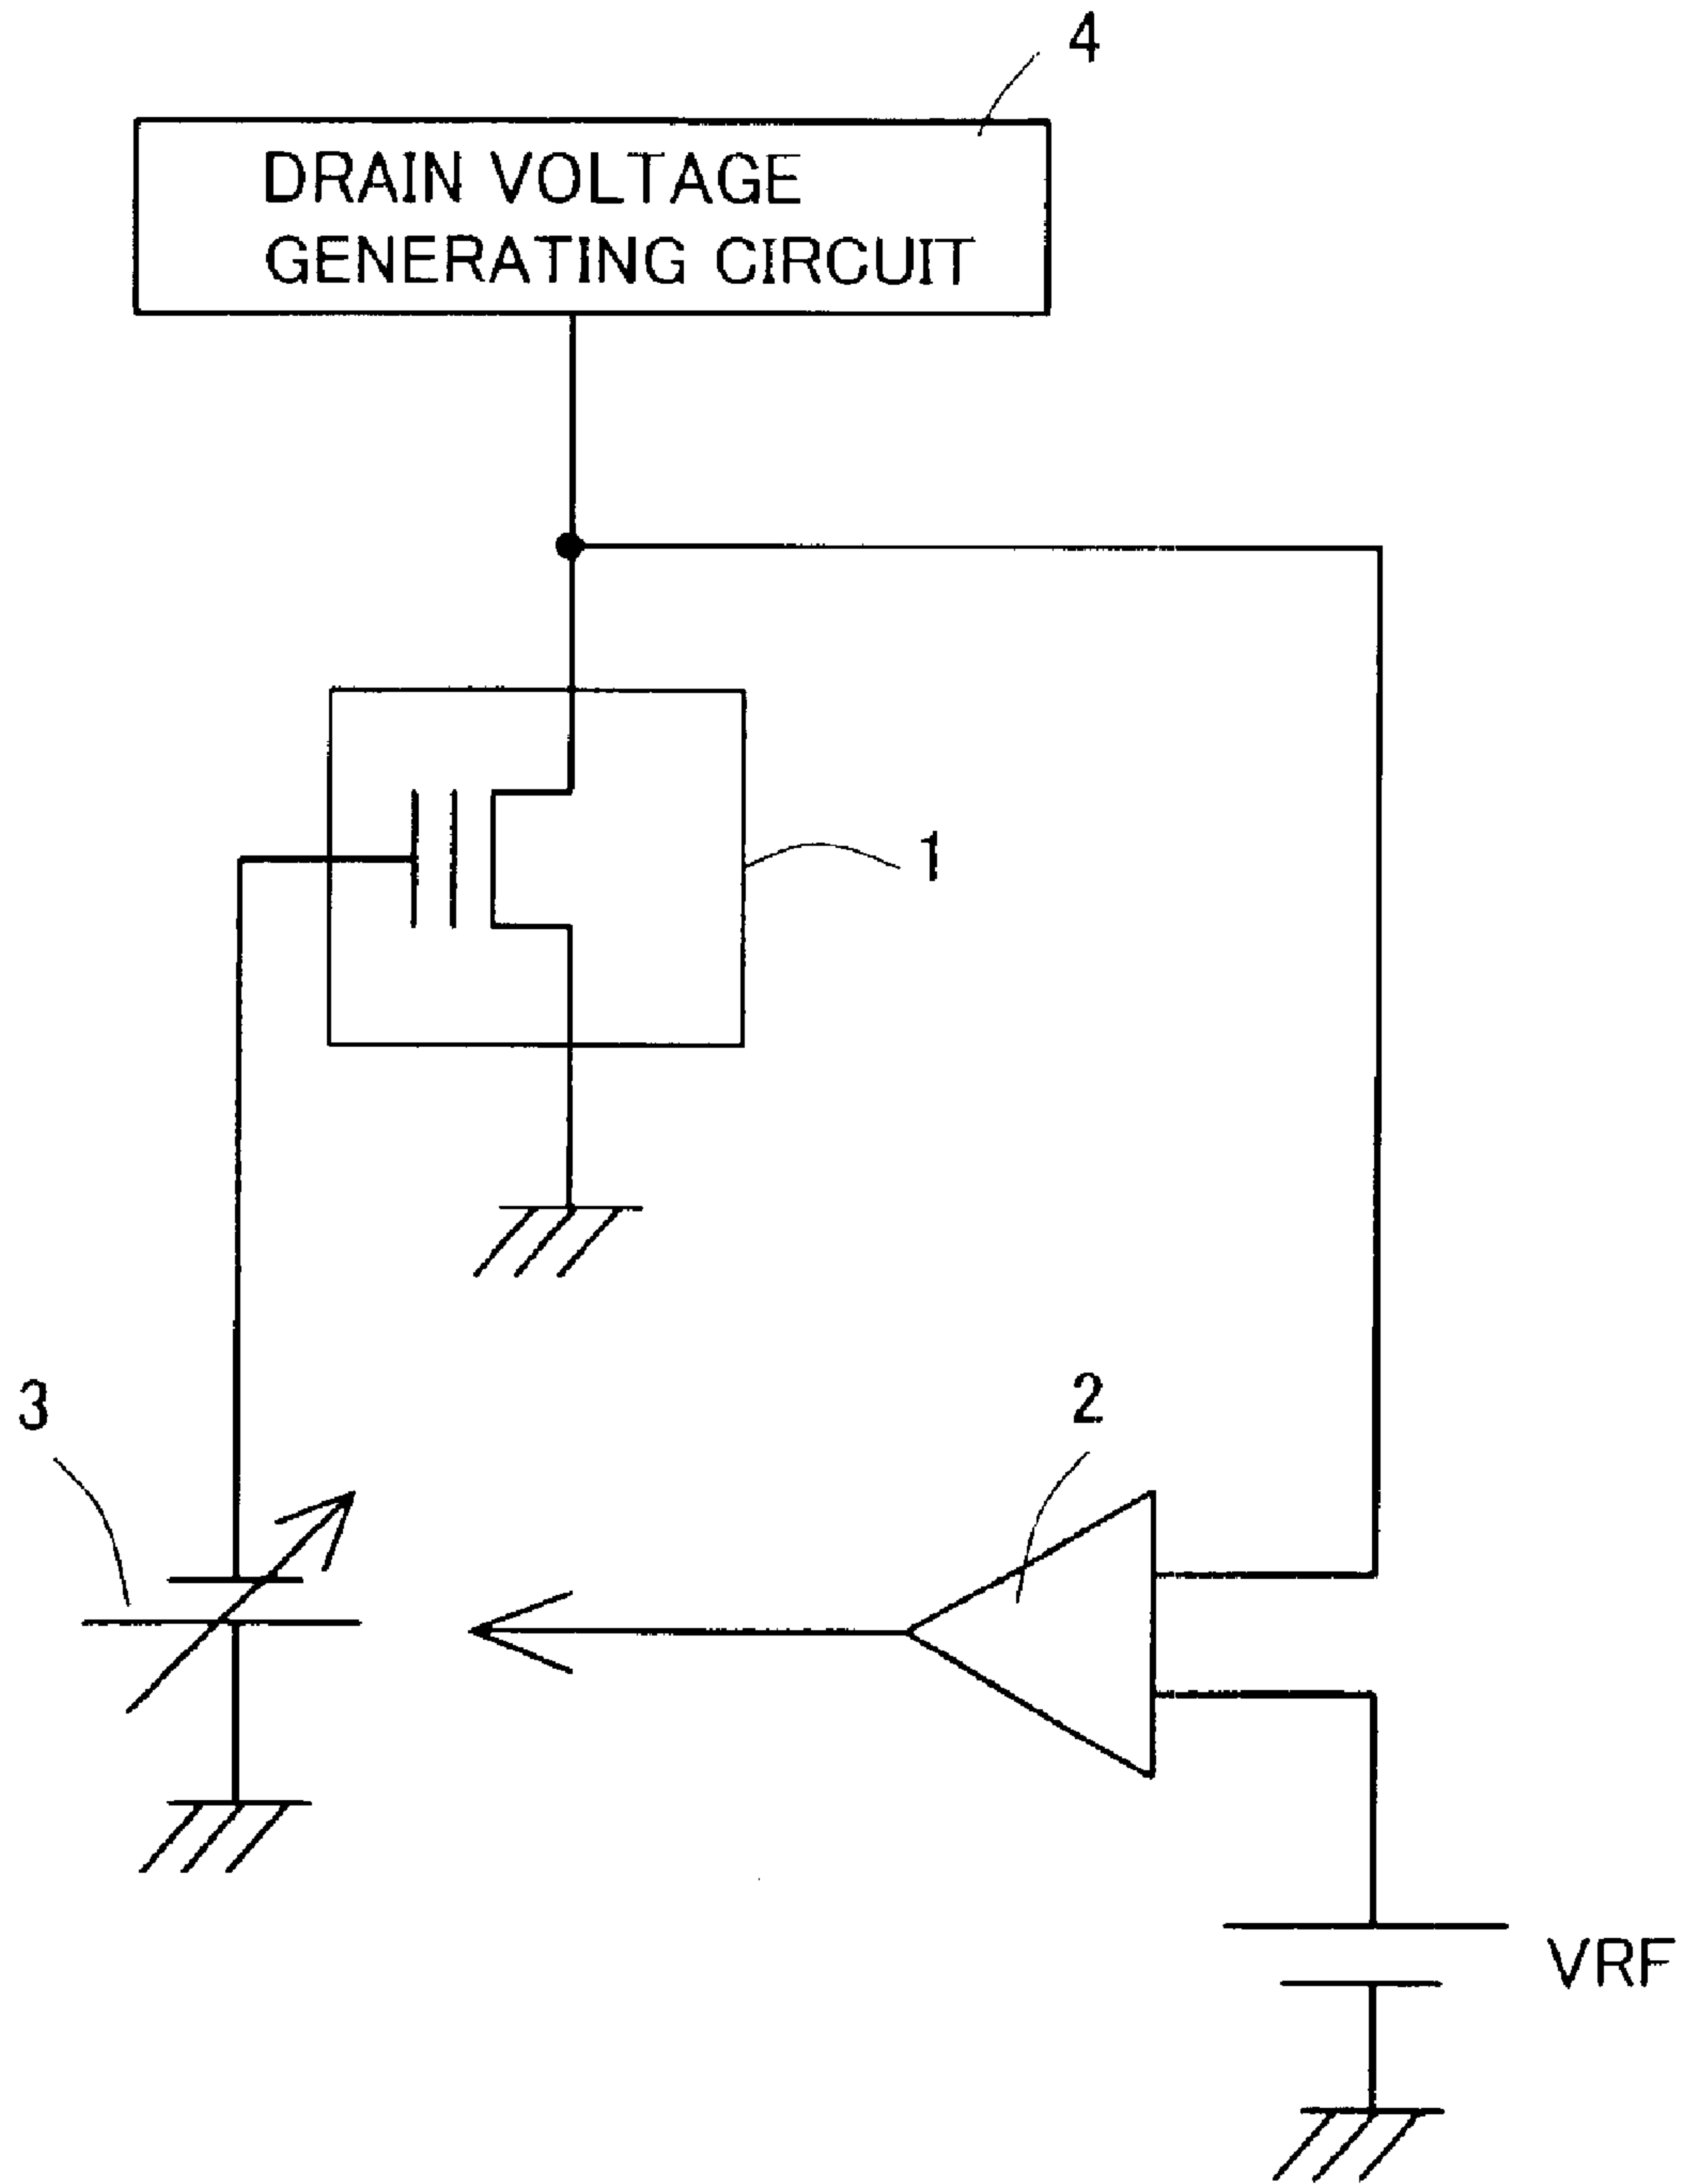 4
DRAIN VOLTAGE
GENERATING CIRCUIT
1
3
2
VRF